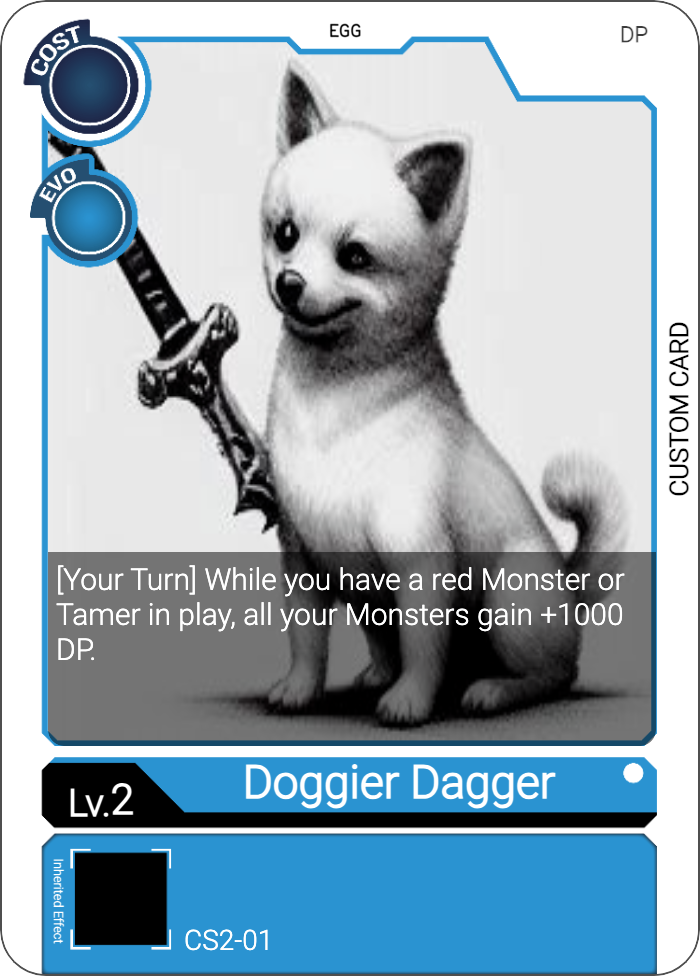 EGG
DP
COST
EVO
CUSTOM CARD
[Your Turn] While you have a red Monster or
Tamer in play, all your Monsters gain +1000
DP.
Lv.2
Doggier Dagger
Inherited Effect
CS2-01